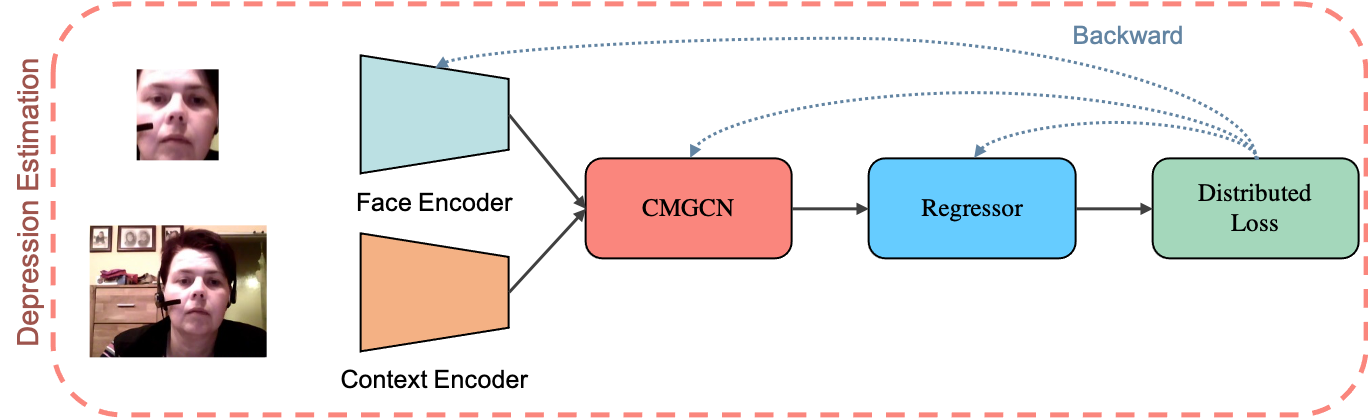 Depression Estimation
Backward
Face Encoder
CMGCN
Regressor
Distributed
Loss
Context Encoder